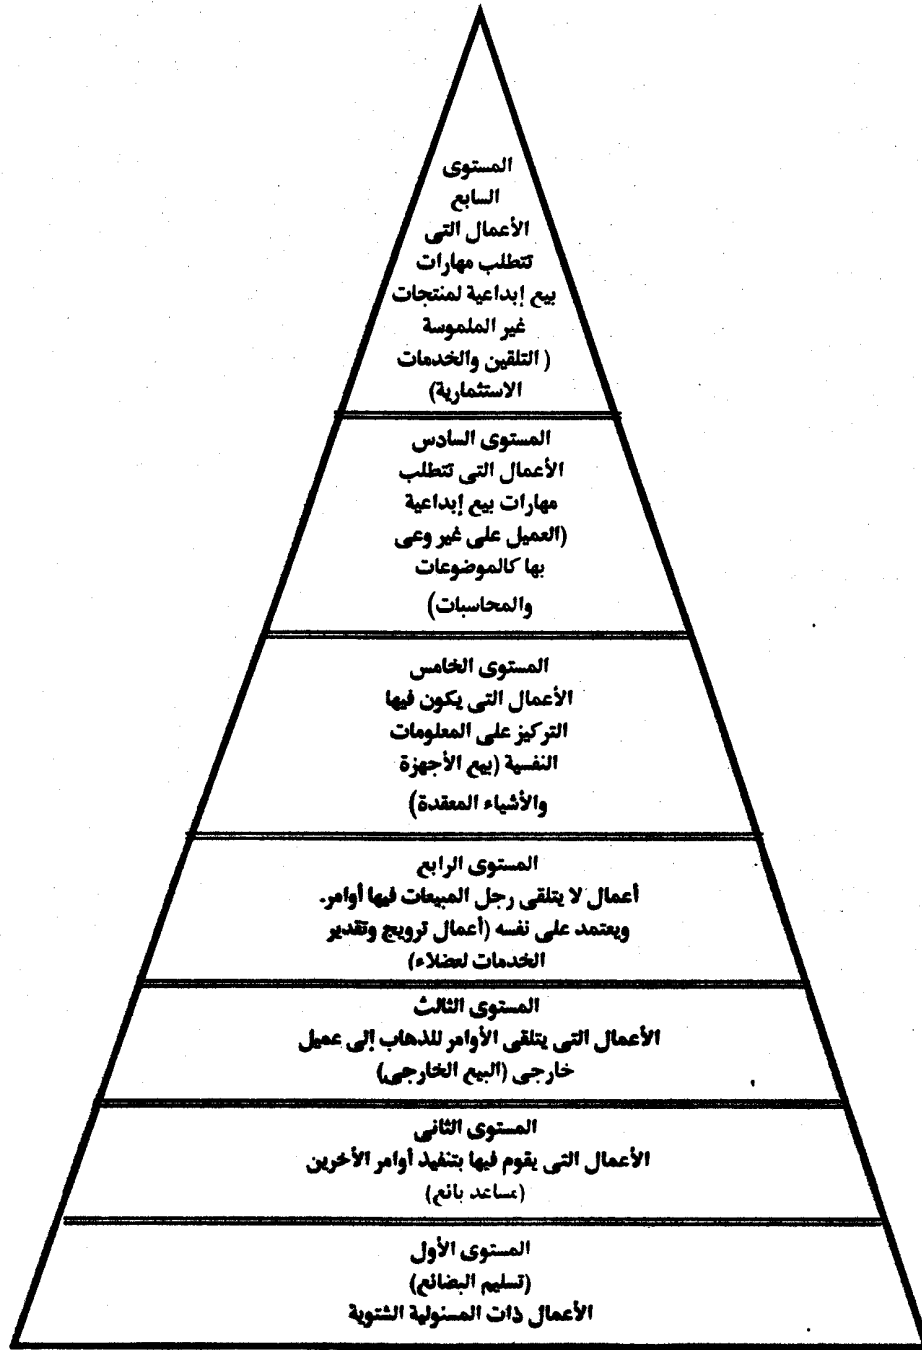 المستوى
السابع
الأعمال التى
تتطلب مهارات
بيع إبداعية لمنتجات
غير الملموسة
( التلقين والخدمات
الاستثمارية)
المستوى السادس
الأعمال التى تتطلب
مهارات بيع إبداعية
(العميل على غير وعى
بها كالموضوعات
والمحاسبات)
المستوى الخامس
الأعمال التى يكون فيها
التركيز على المعلومات
النفسية (بيع الأجهزة
والأشياء المعقدة)
المستوى الرابع
أعمال لا يتلقى رجل المبيعات فيها أوامر.
ويعتمد على نفسه (أعمال ترويج وتقدير
الخدمات لعضلاء)
المستوى الثالث
الأعمال التى يتلقى الأوامر للذهاب إلى عميل
خارجى (البيع الخارجى)
المستوى الثانى
الأعمال التى يقوم فيها بتنفيذ أوامر الأخرين
(مساعد بائع)
المستوى الأول
(تسليم البضائع)
الأعمال ذات المسئولية الشتوية